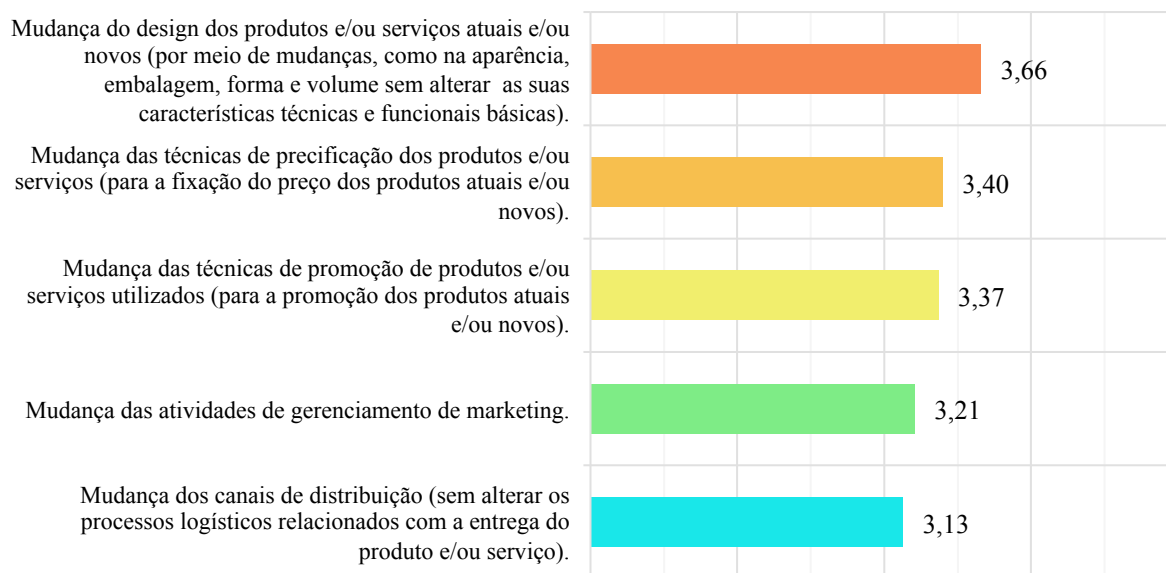 Mudança do design dos produtos e/ou serviços atuais e/ou
novos (por meio de mudanças, como na aparência,
embalagem, forma e volume sem alterar  as suas
características técnicas e funcionais básicas).
3,66
Mudança das técnicas de precificação dos produtos e/ou
serviços (para a fixação do preço dos produtos atuais e/ou
novos).
3,40
Mudança das técnicas de promoção de produtos e/ou
serviços utilizados (para a promoção dos produtos atuais
e/ou novos).
3,37
Mudança das atividades de gerenciamento de marketing.
3,21
Mudança dos canais de distribuição (sem alterar os
processos logísticos relacionados com a entrega do
produto e/ou serviço).
3,13